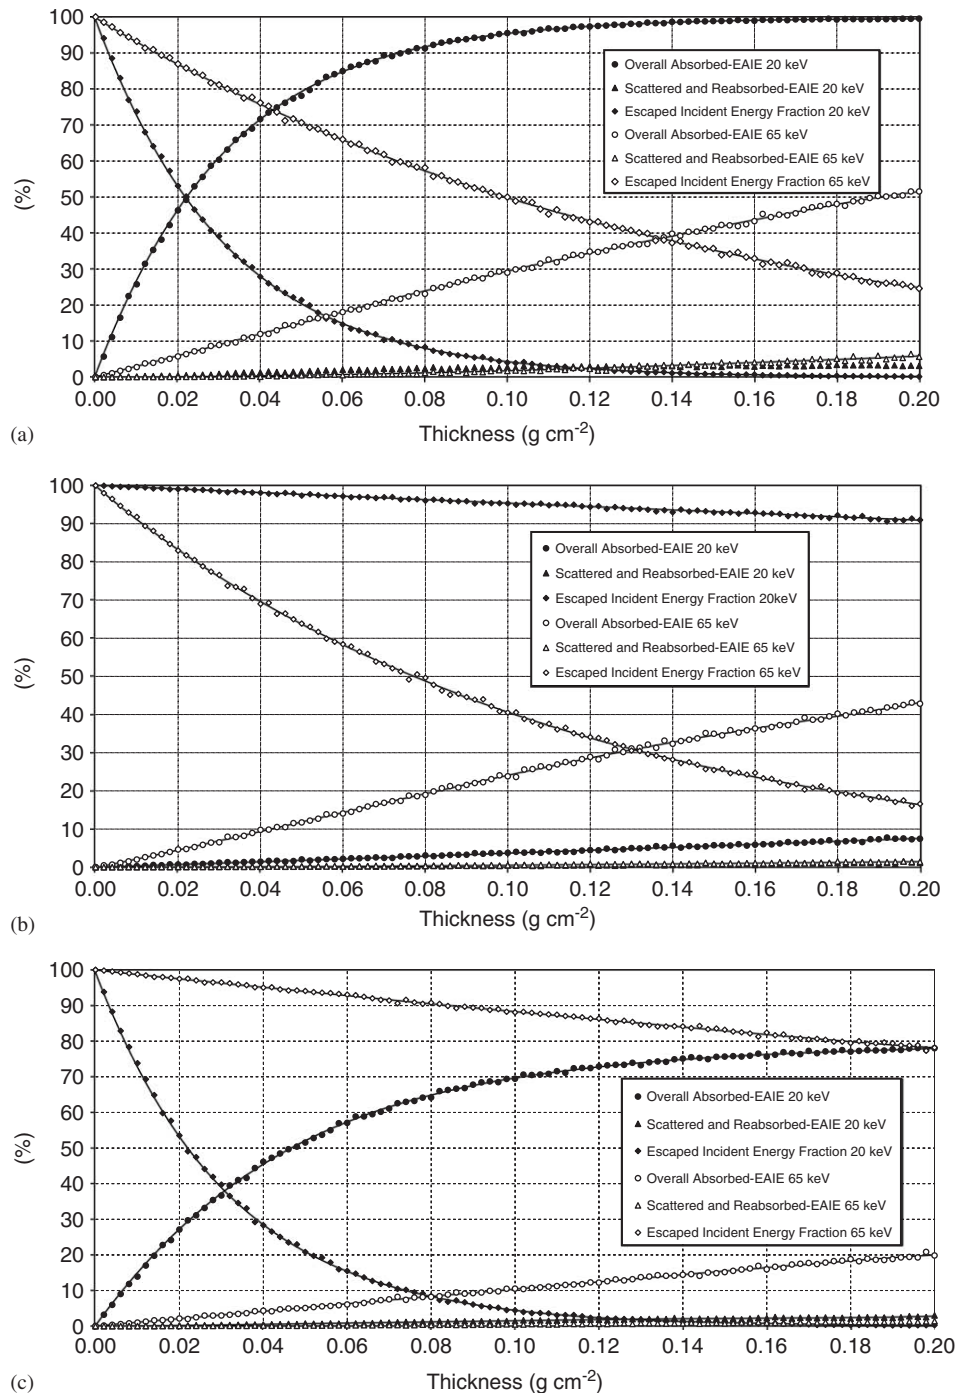 100
90
80
70
60
50
40
30
20
10
0
(%)
Overall Absorbed-EAIE 20 keV
Scattered and Reabsorbed-EAIE 20 keV
Escaped Incident Energy Fraction 20 keV
Overall Absorbed-EAIE 65 keV
Scattered and Reabsorbed-EAIE 65 keV
Escaped Incident Energy Fraction 65 keV
0.00 0.02 0.04 0.06 0.08 0.10 0.12 0.14 0.16 0.18 0.20
(a) Thickness (g cm-2)
100
90
80
70
60
50
40
30
20
10
0
(%)
Overall Absorbed-EAIE 20 keV
Scattered and Reabsorbed-EAIE 20 keV
Escaped Incident Energy Fraction 20keV
Overall Absorbed-EAIE 65 keV
Scattered and Reabsorbed-EAIE 65 keV
Escaped Incident Energy Fraction 65 keV
0.00 0.02 0.04 0.06 0.08 0.10 0.12 0.14 0.16 0.18 0.20
(b) Thickness (g cm-2)
100
90
80
70
60
50
40
30
20
10
0
(%)
Overall Absorbed-EAIE 20 keV
Scattered and Reabsorbed-EAIE 20 keV
Escaped Incident Energy Fraction 20 keV
Overall Absorbed-EAIE 65 keV
Scattered and Reabsorbed-EAIE 65 keV
Escaped Incident Energy Fraction 65 keV
0.00 0.02 0.04 0.06 0.08 0.10 0.12 0.14 0.16 0.18 0.20
(c) Thickness (g cm-2)